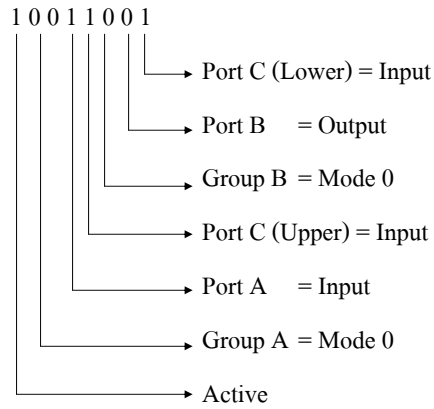 1 0 0 1 1 0 0 1
Port C (Lower) = Input
Port B = Output
Group B = Mode 0
Port C (Upper) = Input
Port A = Input
Group A = Mode 0
Active